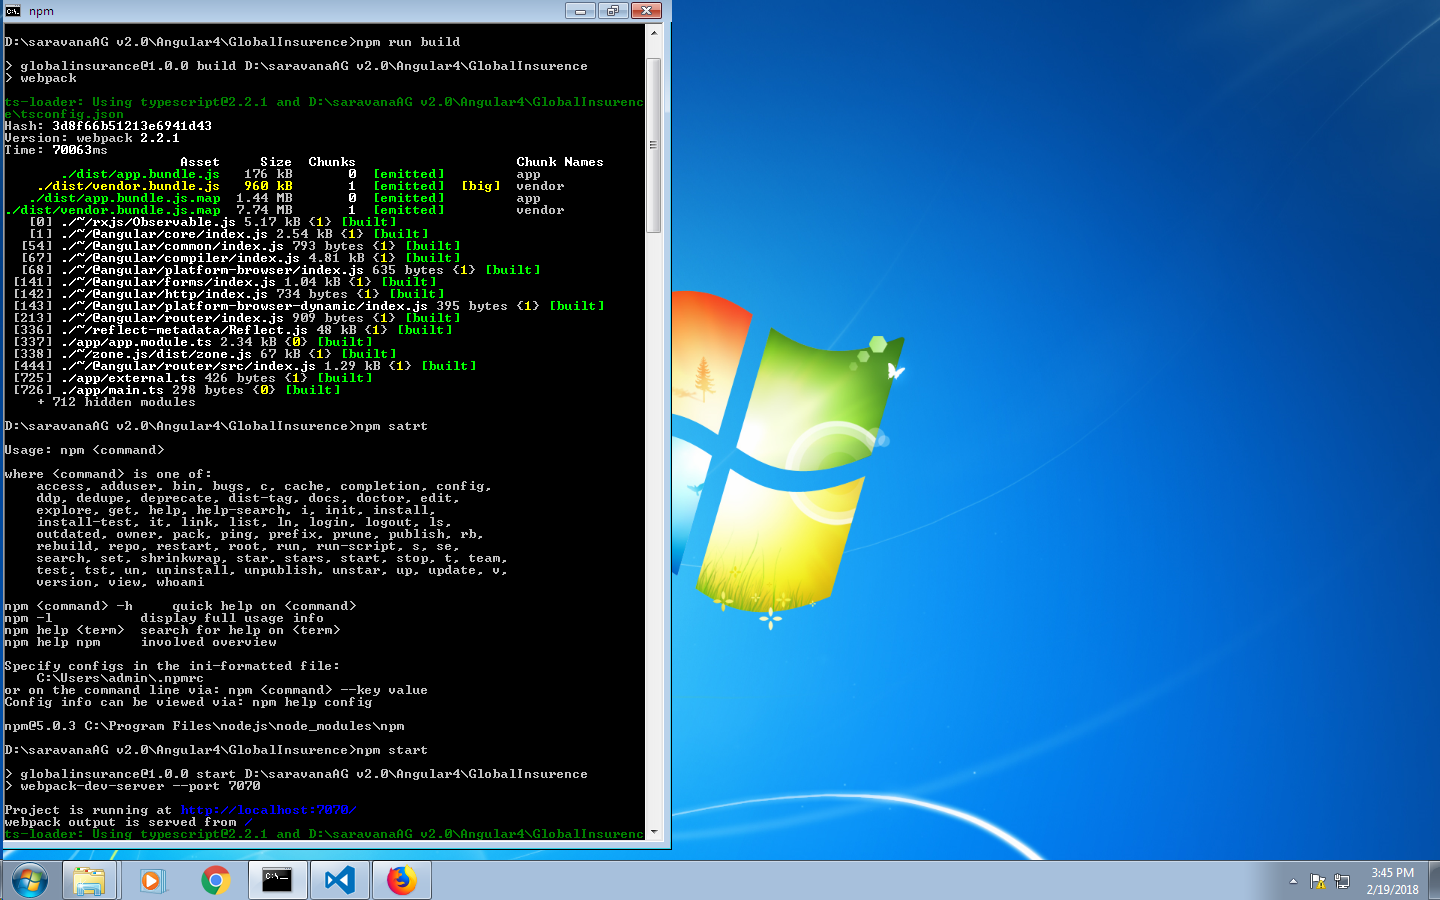 npm
D:\saravanaAG v2.0\Angular4\GlobalInsurence>npm run build
> globalinsurance@1.0.0 build D:\saravanaAG v2.0\Angular4\GlobalInsurence
> webpack
ts-loader: Using typescript@2.2.1 and D:\saravanaAG v2.0\Angular4\GlobalInsurenc
e\tsconfig.json
Hash: 3d8f66b51213e6941d43
Version: webpack 2.2.1
Time: 70063ms
Asset Size Chunks Chunk Names
./dist/app.bundle.js 176 kB 0 [emitted] app
./dist/vendor.bundle.js 960 kB 1 [emitted] [big] vendor
./dist/app.bundle.js.map 1.44 MB 0 [emitted] app
./dist/vendor.bundle.js.map 7.74 MB 1 [emitted] vendor
[0] ./~/rxjs/Observable.js 5.17 kB {1} [built]
[1] ./~/@angular/core/index.js 2.54 kB {1} [built]
[54] ./~/@angular/common/index.js 793 bytes {1} [built]
[67] ./~/@angular/compiler/index.js 4.81 kB {1} [built]
[68] ./~/@angular/platform-browser/index.js 635 bytes {1} [built]
[141] ./~/@angular/forms/index.js 1.04 kB {1} [built]
[142] ./~/@angular/http/index.js 734 bytes {1} [built]
[143] ./~/@angular/platform-browser-dynamic/index.js 395 bytes {1} [built]
[213] ./~/@angular/router/index.js 909 bytes {1} [built]
[336] ./~/reflect-metadata/Reflect.js 48 kB {1} [built]
[337] ./app/app.module.ts 2.34 kB {0} [built]
[338] ./~/zone.js/dist/zone.js 67 kB {1} [built]
[444] ./~/@angular/router/src/index.js 1.29 kB {1} [built]
[725] ./app/external.ts 426 bytes {1} [built]
[726] ./app/main.ts 298 bytes {0} [built]
+ 712 hidden modules
D:\saravanaAG v2.0\Angular4\GlobalInsurence>npm satrt
Usage: npm <command>
where <command> is one of:
access, adduser, bin, bugs, c, cache, completion, config,
ddp, dedupe, deprecate, dist-tag, docs, doctor, edit,
explore, get, help, help-search, i, init, install,
install-test, it, link, list, ln, login, logout, ls,
outdated, owner, pack, ping, prefix, prune, publish, rb,
rebuild, repo, restart, root, run, run-script, s, se,
search, set, shrinkwrap, star, stars, start, stop, t, team,
test, tst, un, uninstall, unpublish, unstar, up, update, v,
version, view, whoami
npm <command> -h quick help on <command>
npm -l display full usage info
npm help <term> search for help on <term>
npm help npm involved overview
Specify configs in the ini-formatted file:
C:\Users\admin\.npmrc
or on the command line via: npm <command> --key value
Config info can be viewed via: npm help config
npm@5.0.3 C:\Program Files\nodejs\node_modules\npm
D:\saravanaAG v2.0\Angular4\GlobalInsurence>npm start
> globalinsurance@1.0.0 start D:\saravanaAG v2.0\Angular4\GlobalInsurence
> webpack-dev-server --port 7070
Project is running at http://localhost:7070/
webpack output is served from /
ts-loader: Using typescript@2.2.1 and D:\saravanaAG v2.0\Angular4\GlobalInsurenc
3:45 PM
2/19/2018